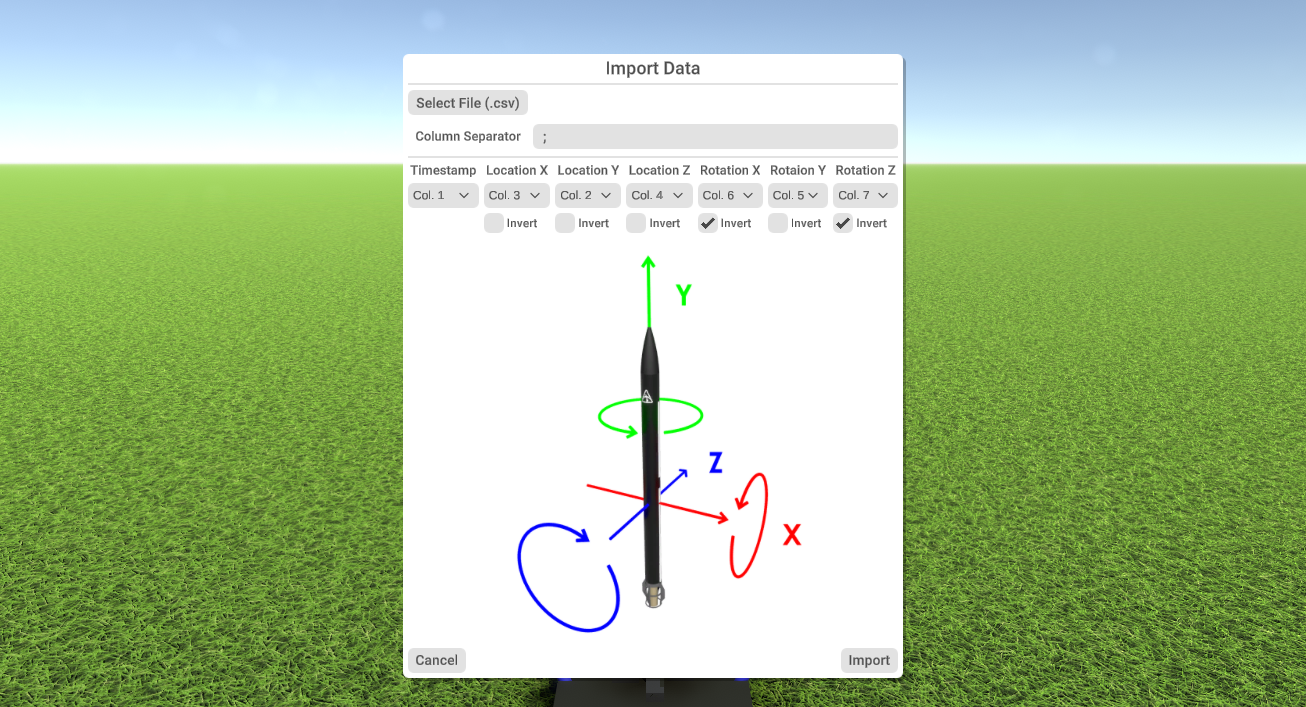 Import Data
Select File (.csv)
Column Separator ;
Timestamp Location X Location Y Location Z Rotation X Rotaion Y Rotation Z
Col. 1 Col. 3 Col. 2 Col. 4 Col. 6 Col. 5 Col. 7
Invert Invert Invert Invert Invert Invert
Y
Z
X
Cancel Import